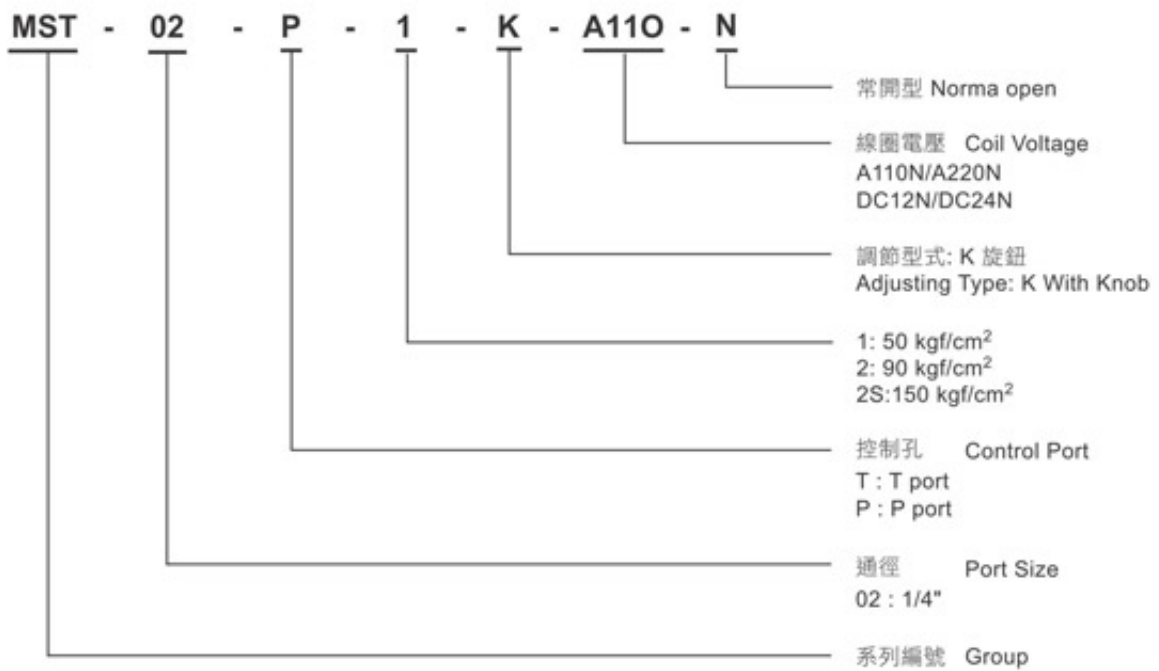 MST - 02 - P - 1 - K - A11O - N
常開型 Norma open
線圈電壓 Coil Voltage
A110N/A220N
DC12N/DC24N
調節型式: K 旋鈕
Adjusting Type: K With Knob
1: 50 kgf/cm²
2: 90 kgf/cm²
2S:150 kgf/cm²
控制孔 Control Port
T : T port
P : P port
通徑 Port Size
02 : 1/4"
系列編號 Group